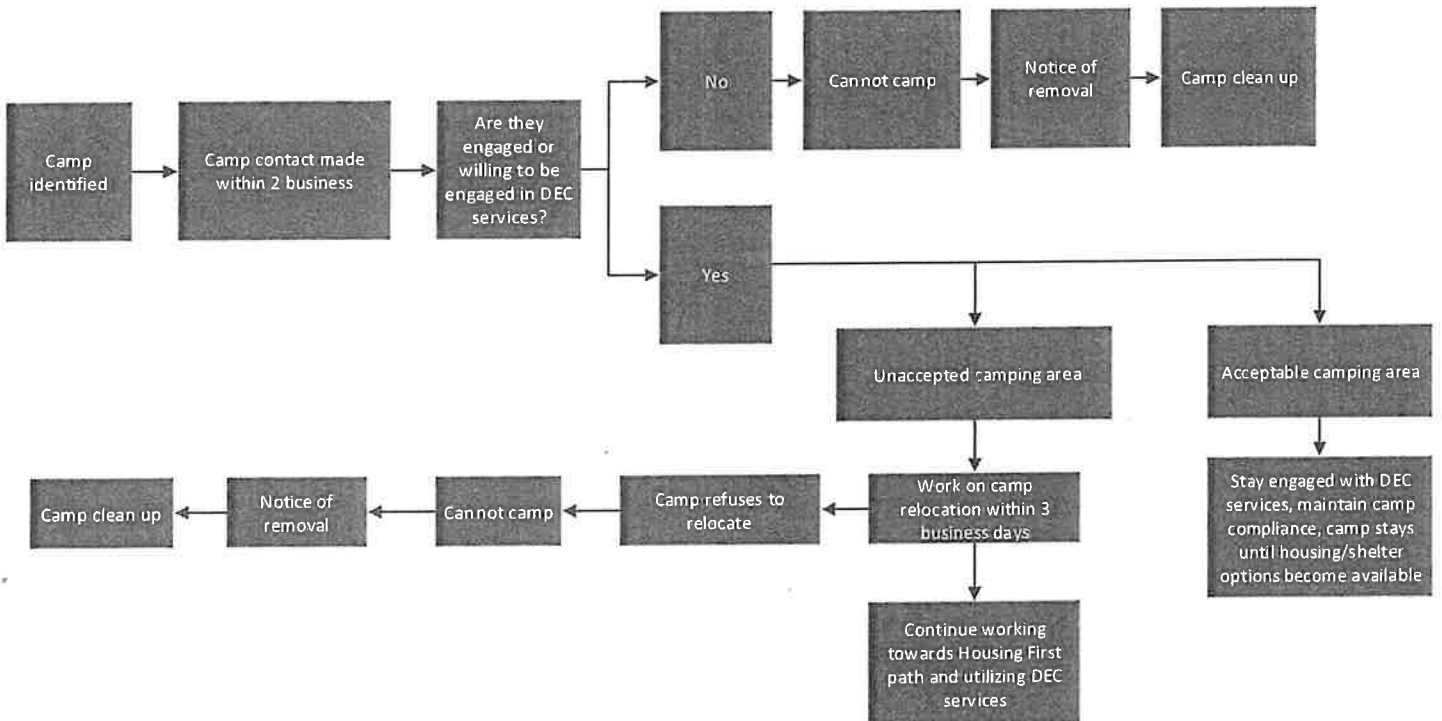 No
Cannot camp
Notice of
removal
Camp clean up
Camp
identified
Camp contact made
within 2 business
Are they
engaged or
willing to be
engaged in DEC
services?
Yes
Unaccepted camping area
Acceptable camping area
Camp clean up
Notice of
removal
Cannot camp
Camp refuses to
relocate
Work on camp
relocation within 3
business days
Stay engaged with DEC
services, maintain camp
compliance, camp stays
until housing/shelter
options become available
Continue working
towards Housing First
path and utilizing DEC
services